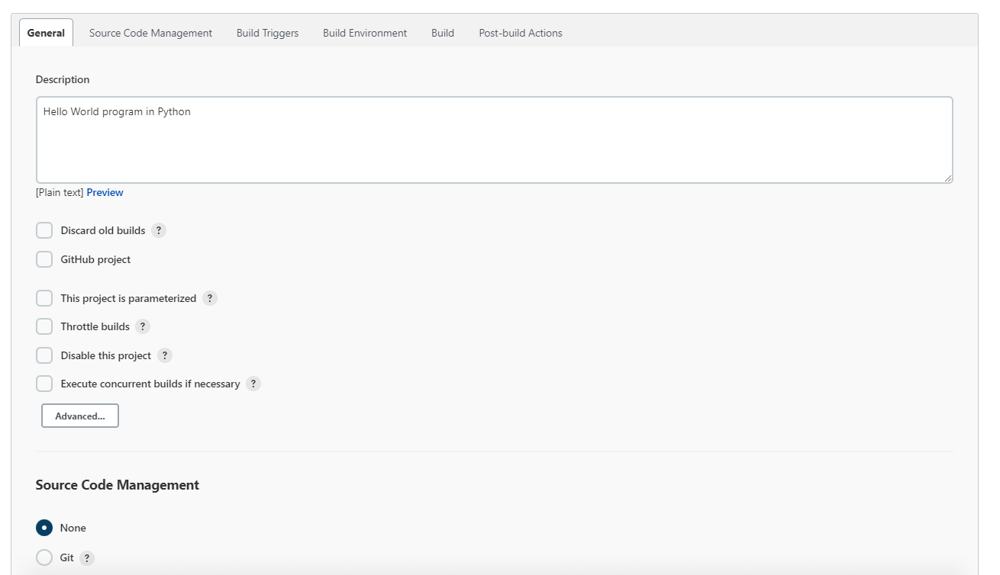 General Source Code Management Build Triggers Build Environment Build Post-build Actions
Description
Hello World program in Python
[Plain text] Preview
Discard old builds ?
GitHub project
This project is parameterized ?
Throttle builds ?
Disable this project ?
Execute concurrent builds if necessary ?
Advanced...
Source Code Management
None
Git ?